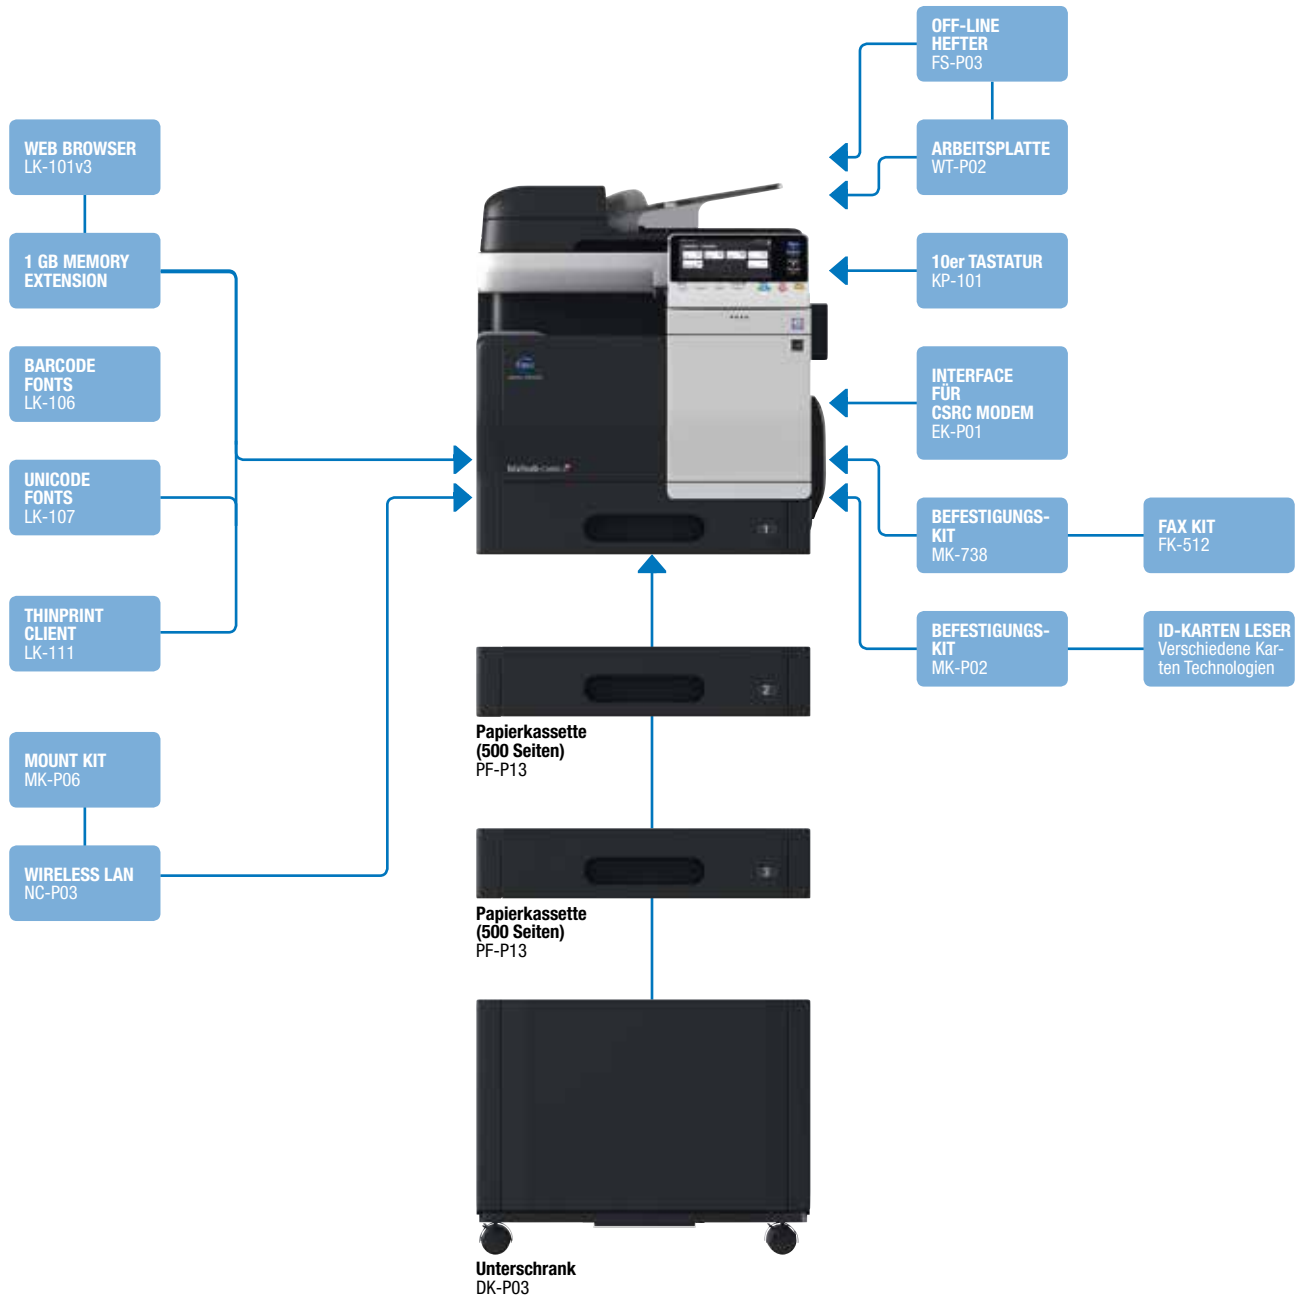 OFF-LINE
HEFTER
FS-P03
WEB BROWSER
LK-101v3
ARBEITSPLATTE
WT-P02
1 GB MEMORY
EXTENSION
10er TASTATUR
KP-101
BARCODE
FONTS
LK-106
INTERFACE
FÜR
CSRC MODEM
EK-P01
UNICODE
FONTS
LK-107
BEFESTIGUNGS-
KIT
MK-738
FAX KIT
FK-512
1
THINPRINT
CLIENT
LK-111
BEFESTIGUNGS-
KIT
MK-P02
ID-KARTEN LESER
Verschiedene Kar-
ten Technologien
2
Papierkassette
(500 Seiten)
PF-P13
MOUNT KIT
MK-P06
WIRELESS LAN
NC-P03
3
Papierkassette
(500 Seiten)
PF-P13
Unterschrank
DK-P03